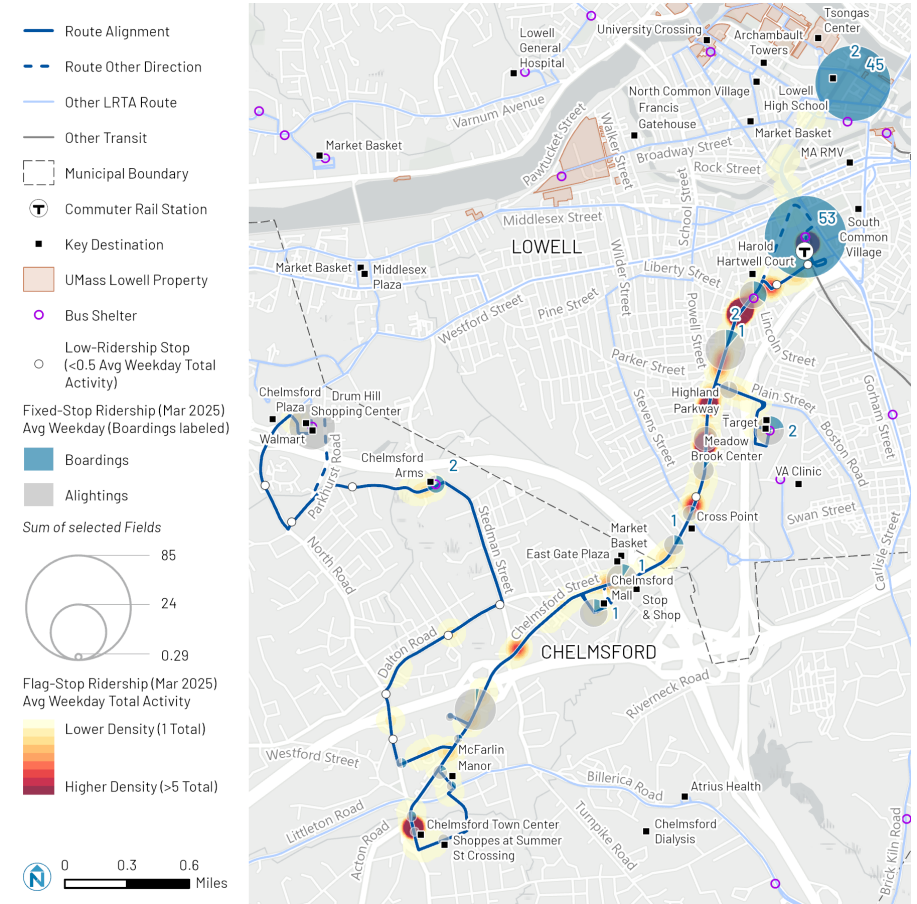 Route Alignment
Route Other Direction
Other LRTA Route
Other Transit
Municipal Boundary
T
Commuter Rail Station
Key Destination
UMass Lowell Property
Bus Shelter
Low-Ridership Stop
(<0.5 Avg Weekday Total
Activity)
Fixed-Stop Ridership (Mar 2025)
Avg Weekday (Boardings labeled)
Boardings
Alightings
Sum of selected Fields
85
24
0.29
Flag-Stop Ridership (Mar 2025)
Avg Weekday Total Activity
Lower Density (1 Total)
Higher Density (>5 Total)
N
0 0.3 0.6
Miles
Tsongas
Center
University Crossing
Archambault
Towers
Lowell
General
Hospital
2
45
North Common Village
Lowell
High School
Varnum Avenue
Francis
Gatehouse
Pawtucket Street
Walker Street
Market Basket
Market Basket
Broadway Street
MA RMV
Rock Street
School Street
Middlesex Street
53
South
Common
Village
LOWELL
Harold
Hartwell Court
T
Wilder Street
Liberty Street
Market Basket
Middlesex
Plaza
Westford Street
Pine Street
Powell Street
2
1
Lincoln Street
Parker Street
Stevens Street
Highland
Parkway
Plain Street
Gorham Street
Chelmsford
Plaza
Drum Hill
Shopping Center
Target
2
Walmart
Meadow
Brook Center
Boston Road
Chelmsford
Arms
2
VA Clinic
Parkhurst Road
Swan Street
Stedman Street
Cross Point
1
Market
Basket
East Gate Plaza
North Road
1
Chelmsford
Mall
Carlisle Street
Stop
& Shop
1
Chelmsford Street
Dalton Road
CHELMSFORD
Riverneck Road
Westford Street
McFarlin
Manor
Billerica Road
Atrius Health
Littleton Road
Chelmsford Town Center
Chelmsford
Dialysis
Acton Road
Shoppes at Summer
St Crossing
Turnpike Road
Brick Kiln Road